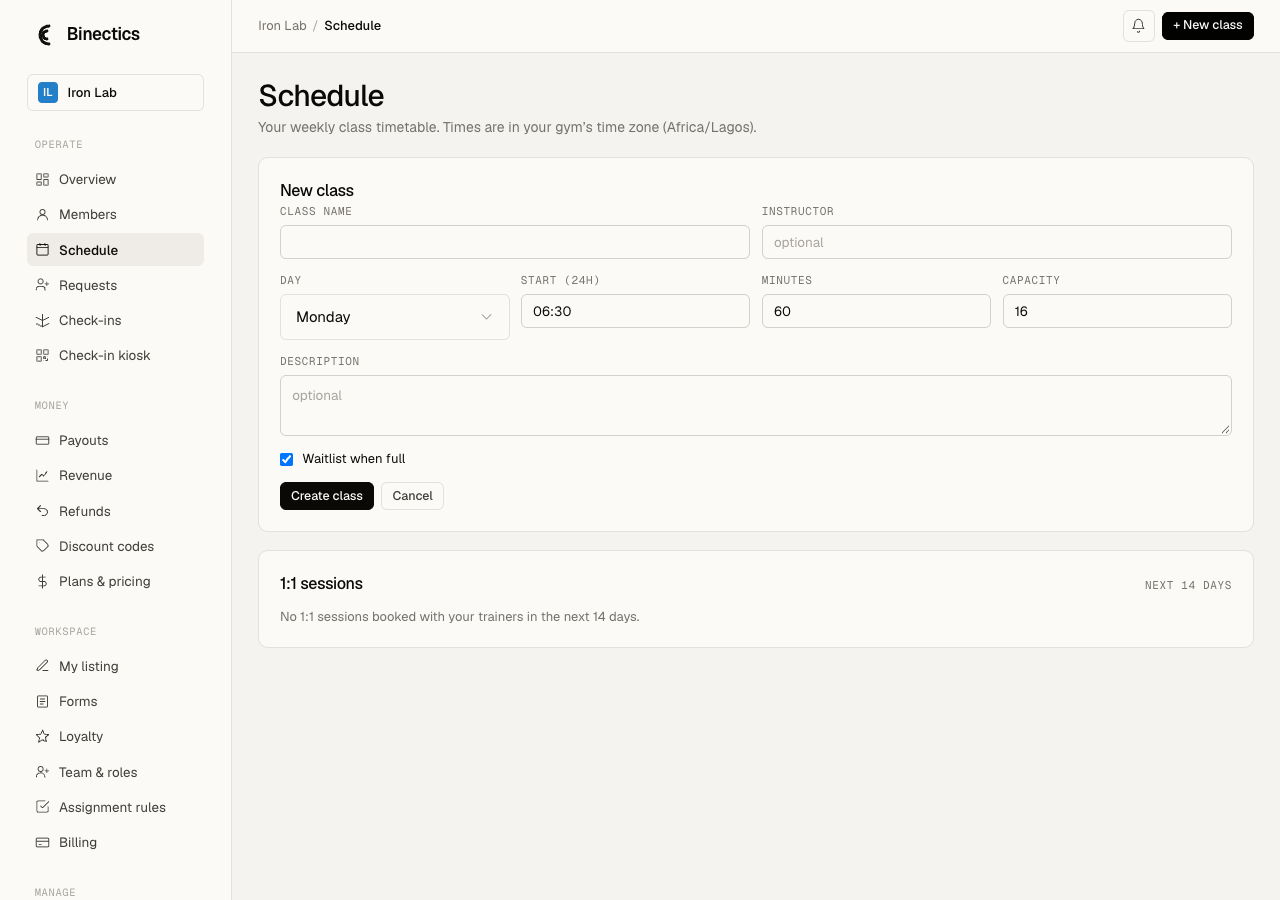 Binectics
IL Iron Lab
OPERATE
Overview
Members
Schedule
Requests
Check-ins
Check-in kiosk
MONEY
Payouts
Revenue
Refunds
Discount codes
Plans & pricing
WORKSPACE
My listing
Forms
Loyalty
Team & roles
Assignment rules
Billing
MANAGE
Iron Lab / Schedule
+ New class
Schedule
Your weekly class timetable. Times are in your gym's time zone (Africa/Lagos).
New class
CLASS NAME INSTRUCTOR
optional
DAY START (24H) MINUTES CAPACITY
Monday 06:30 60 16
DESCRIPTION
optional
Waitlist when full
Create class Cancel
1:1 sessions NEXT 14 DAYS
No 1:1 sessions booked with your trainers in the next 14 days.